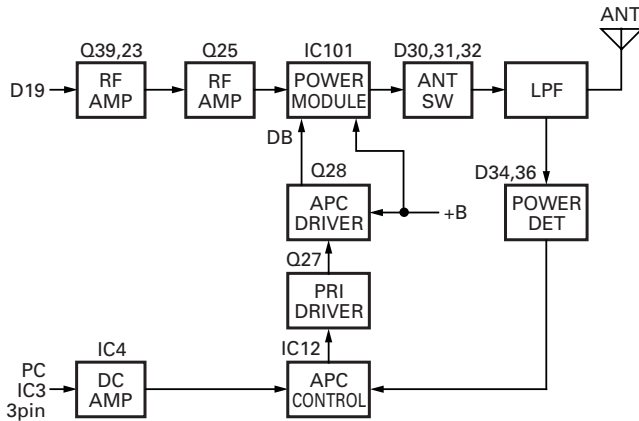 ANT
Q39,23
Q25
IC101
D30,31,32
D19
RF
AMP
RF
AMP
POWER
MODULE
ANT
SW
LPF
DB
Q28
D34,36
APC
DRIVER
+B
POWER
DET
Q27
PRI
DRIVER
IC4
IC12
PC
IC3
3pin
DC
AMP
APC
CONTROL